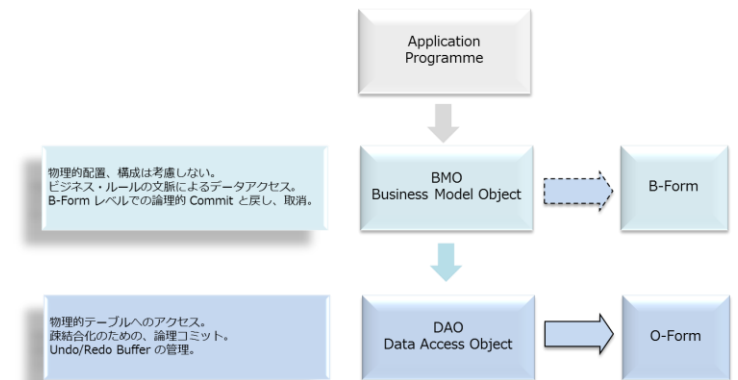 Application
Programme
物理的配置、構成は考慮しない。
ビジネス・ルールの文脈によるデータアクセス。
B-Form レベルでの論理的 Commit と戻し、取消。
BMO
Business Model Object
B-Form
物理的テーブルへのアクセス。
疎結合化のための、論理コミット。
Undo/Redo Buffer の管理。
DAO
Data Access Object
O-Form